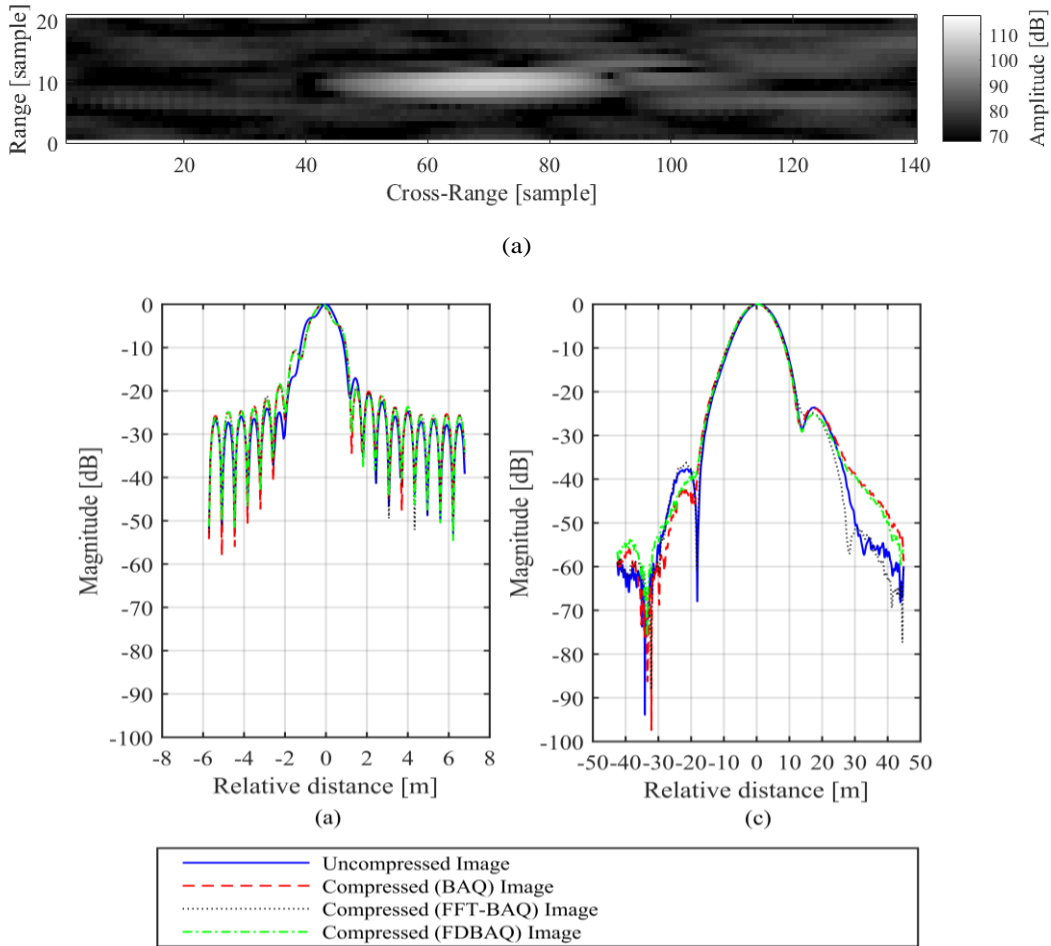 20
10
0
Range [sample]
20 40 60 80 100 120 140
Cross-Range [sample]
110
100
90
80
70
Amplitude [dB]
(a)
0
-10
-20
-30
-40
-50
-60
-70
-80
-90
-100
Magnitude [dB]
-8 -6 -4 -2 0 2 4 6 8
Relative distance [m]
(a)
0
-10
-20
-30
-40
-50
-60
-70
-80
-90
-100
Magnitude [dB]
-50-40-30-20-10 0 10 20 30 40 50
Relative distance [m]
(c)
Uncompressed Image
Compressed (BAQ) Image
Compressed (FFT-BAQ) Image
Compressed (FDBAQ) Image